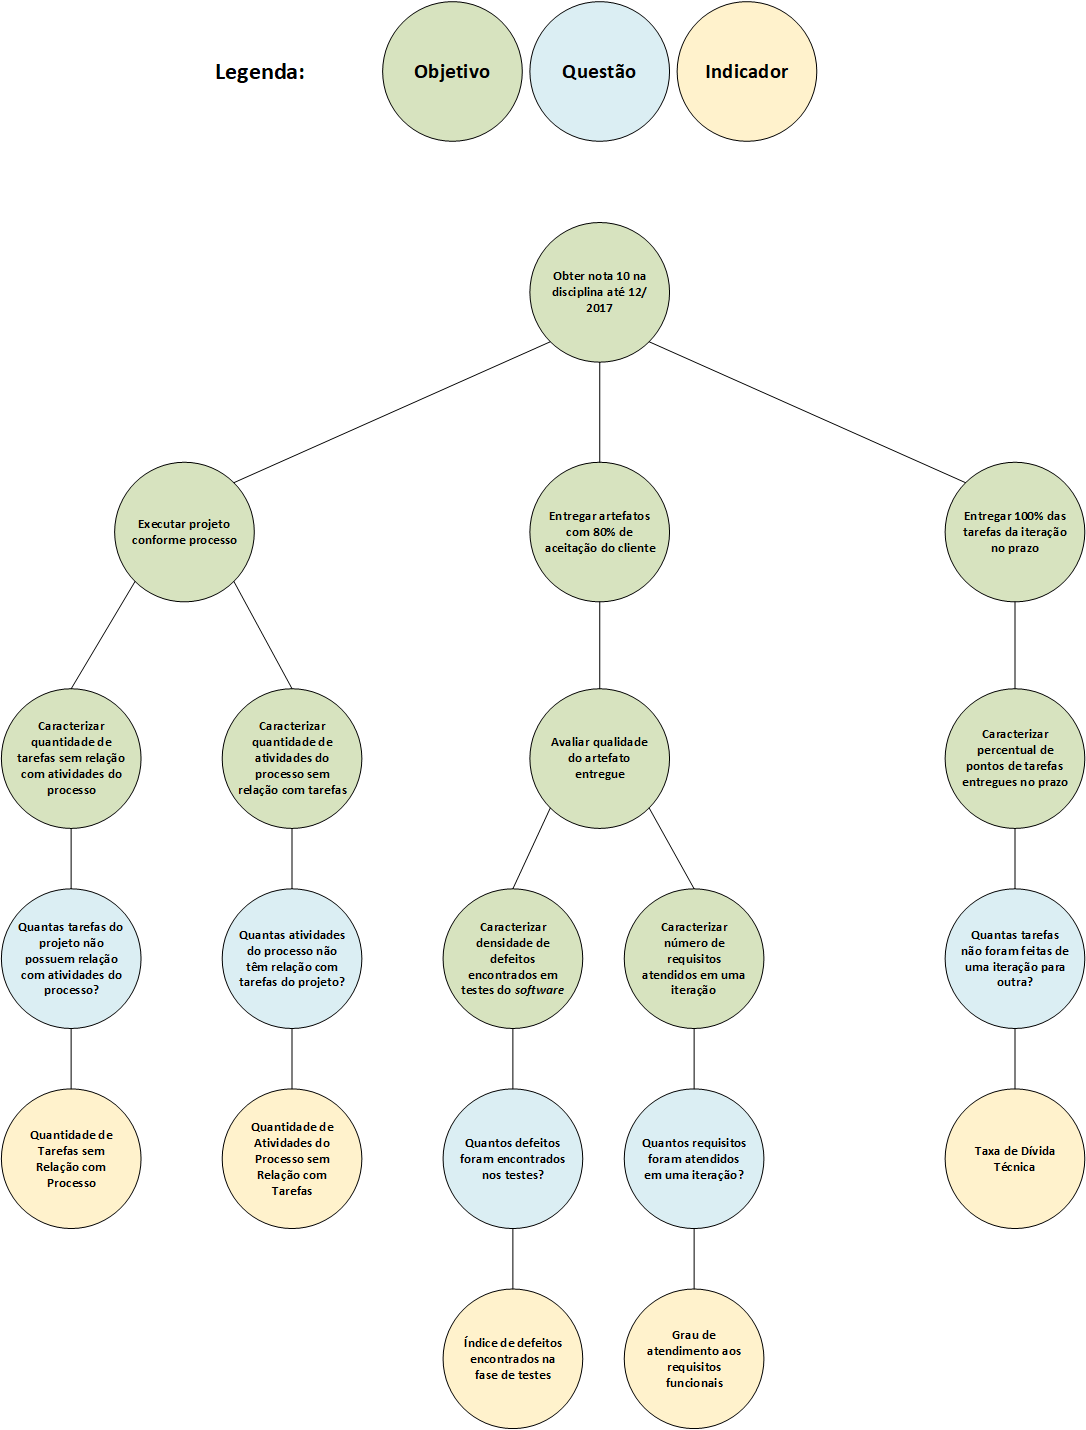 Legenda:
Objetivo
Questão
Indicador
Obter nota 10 na
disciplina até 12/
2017
Executar projeto
conforme processo
Entregar artefatos
com 80% de
aceitação do cliente
Entregar 100% das
tarefas da iteração
no prazo
Caracterizar
quantidade de
tarefas sem relação
com atividades do
processo
Caracterizar
quantidade de
atividades do
processo sem
relação com tarefas
Avaliar qualidade
do artefato
entregue
Caracterizar
percentual de
pontos de tarefas
entregues no prazo
Quantas tarefas do
projeto não
possuem relação
com atividades do
processo?
Quantas atividades
do processo não
têm relação com
tarefas do projeto?
Caracterizar
densidade de
defeitos
encontrados em
testes do software
Caracterizar
número de
requisitos
atendidos em uma
iteração
Quantas tarefas
não foram feitas de
uma iteração para
outra?
Quantidade de
Tarefas sem
Relação com
Processo
Quantidade de
Atividades do
Processo sem
Relação com
Tarefas
Quantos defeitos
foram encontrados
nos testes?
Quantos requisitos
foram atendidos
em uma iteração?
Taxa de Dívida
Técnica
Índice de defeitos
encontrados na
fase de testes
Grau de
atendimento aos
requisitos
funcionais